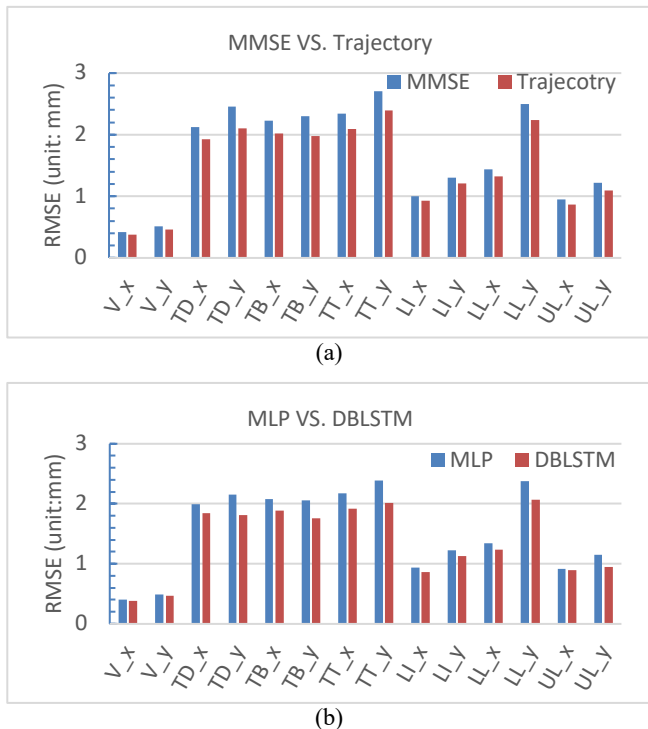 MMSE VS. Trajectory
MMSE Trajecotry
RMSE (unit: mm)
3
2
1
0
V_x V_y TD_x TD_y TB_x TB_y TT_x TT_y LI_x LI_y LL_x LL_y UL_x UL_y
(a)
MLP VS. DBLSTM
MLP DBLSTM
RMSE (unit:mm)
3
2
1
0
V_x V_y TD_x TD_y TB_x TB_y TT_x TT_y LI_x LI_y LL_x LL_y UL_x UL_y
(b)